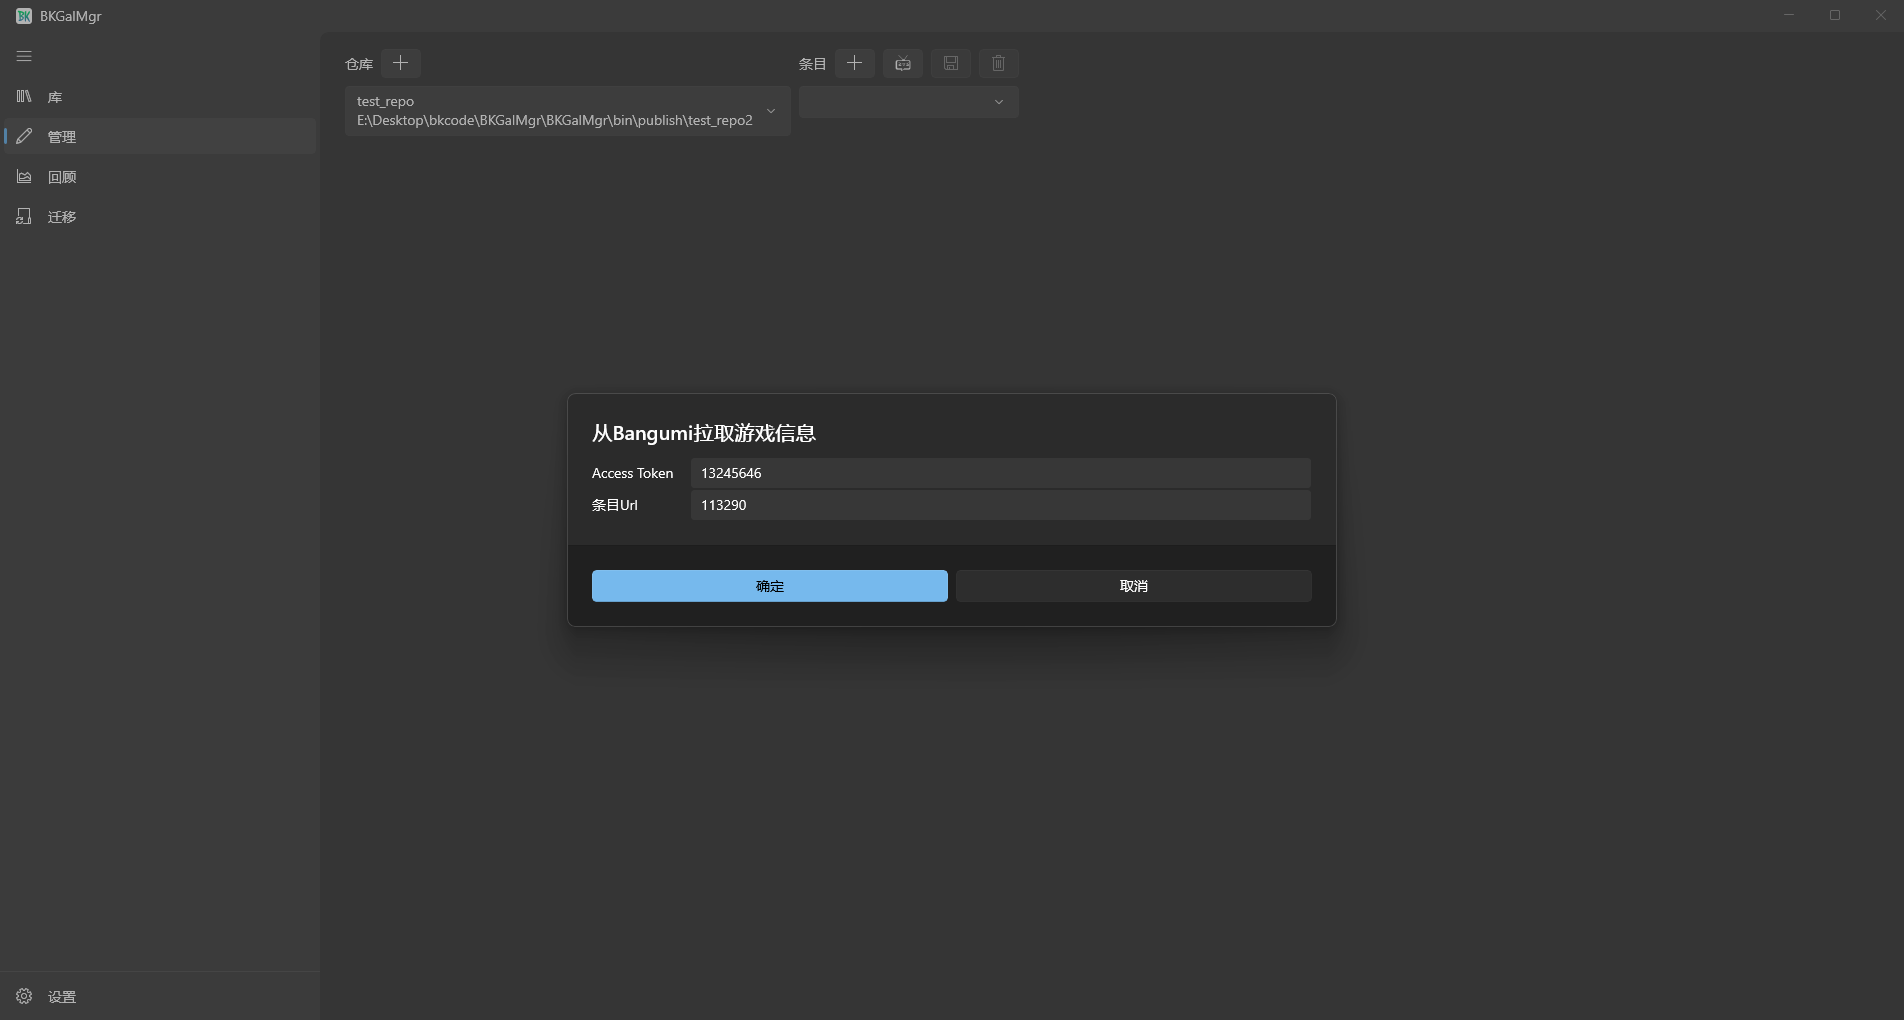 BKGalMgr
库
管理
回顾
迁移
设置
仓库
条目
test_repo
E:\Desktop\bkcode\BKGalMgr\BKGalMgr\bin\publish\test_repo2
从Bangumi拉取游戏信息
Access Token
13245646
条目Url
113290
确定
取消